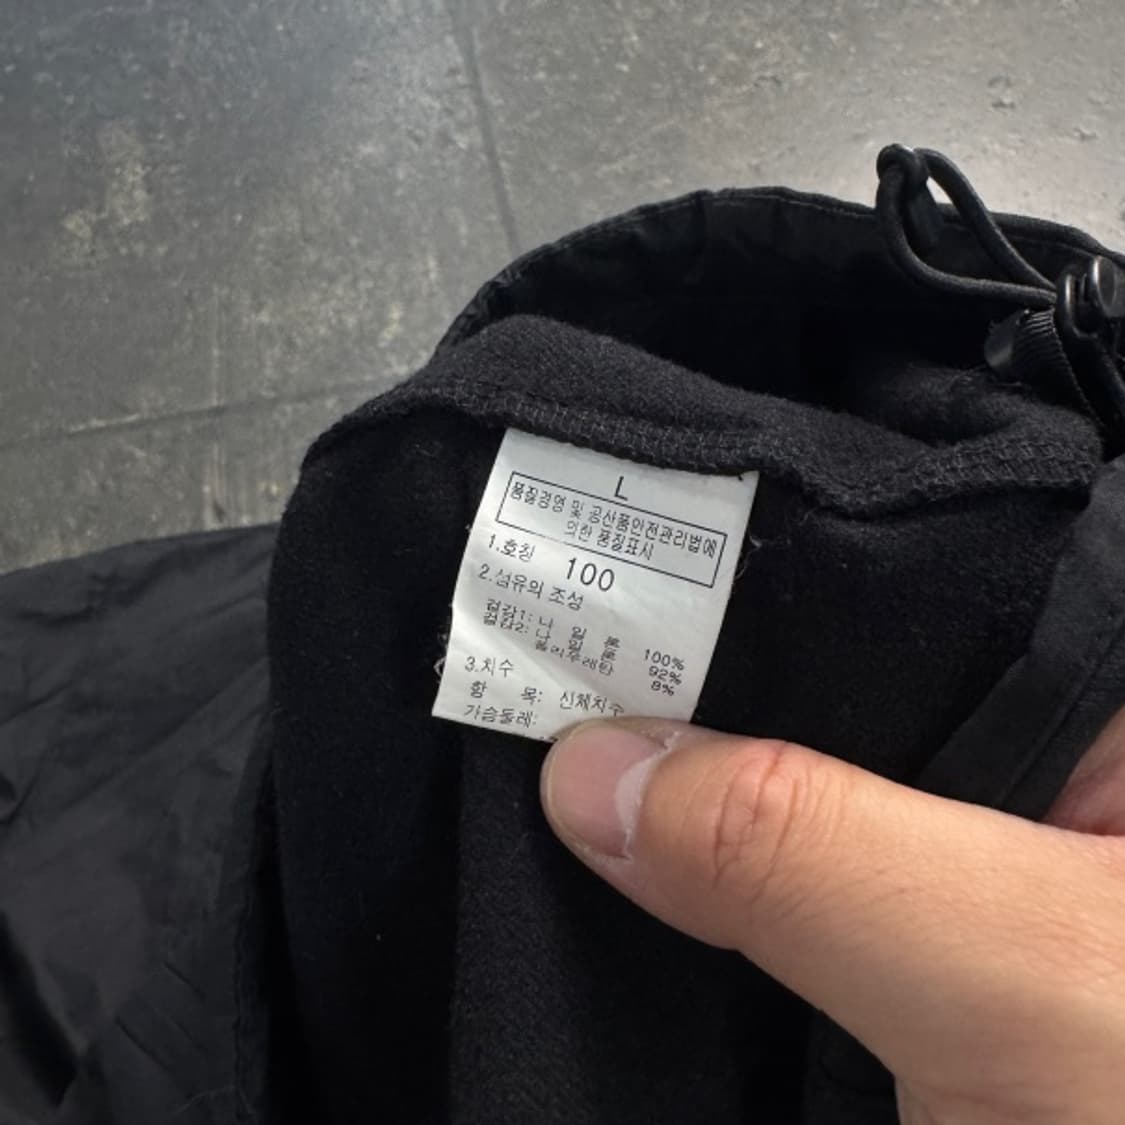 L
품질경영 및 공산품안전관리법에
의한 품질표시
1.호칭 100
2.섬유의 조성
겉감1: 나 일 론 100%
겉감2: 나 일 론 92%
폴리우레탄 8%
3.치수
항 목: 신체치수
가슴둘레: